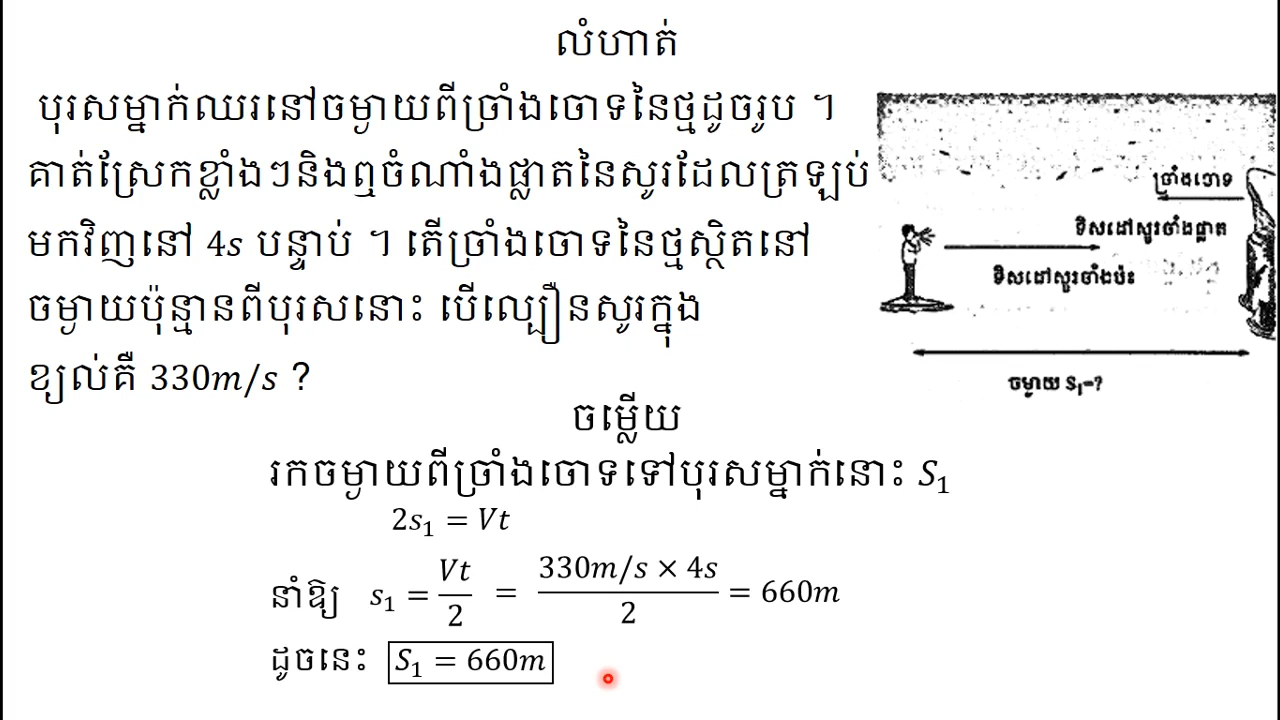 លំហាត់
បុរសម្នាក់ឈរនៅចម្ងាយពីច្រាំងចោទនៃថ្មដូចរូប ។
គាត់ស្រែកខ្លាំងៗនិងឮចំណាំងផ្លាតនៃសូរដែលត្រឡប់
មកវិញនៅ 4s បន្ទាប់ ។ តើច្រាំងចោទនៃថ្មស្ថិតនៅ
ចម្ងាយប៉ុន្មានពីបុរសនោះ បើល្បឿនសូរក្នុង
ខ្យល់គឺ 330m/s ?
ច្រាំងចោទ
ទិសដៅសូរចាំងផ្លាត
ទិសដៅសូរចាំងប៉ះ
ចម្ងាយ S₁=?
ចម្លើយ
រកចម្ងាយពីច្រាំងចោទទៅបុរសម្នាក់នោះ S₁
2s₁ = Vt
នាំឱ្យ s₁ = Vt/2 = 330m/s × 4s/2 = 660m
ដូចនេះ S₁ = 660m